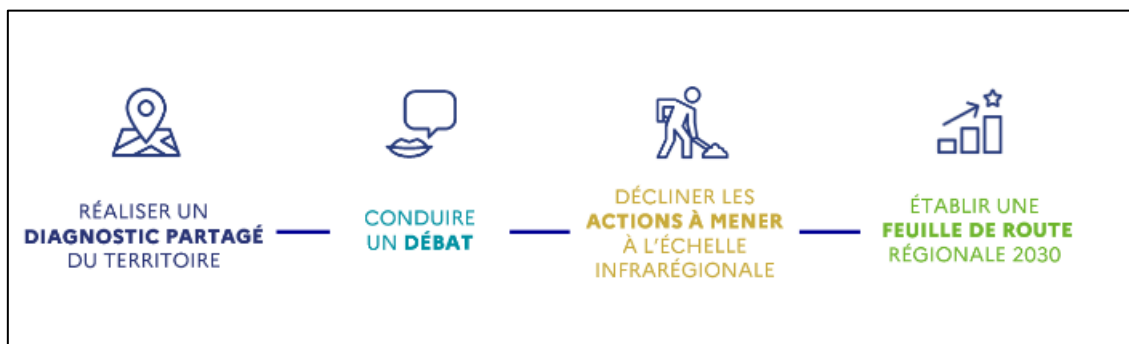 RÉALISER UN
DIAGNOSTIC PARTAGÉ
DU TERRITOIRE
CONDUIRE
UN DÉBAT
DÉCLINER LES
ACTIONS À MENER
À L'ÉCHELLE
INFRARÉGIONALE
ÉTABLIR UNE
FEUILLE DE ROUTE
RÉGIONALE 2030